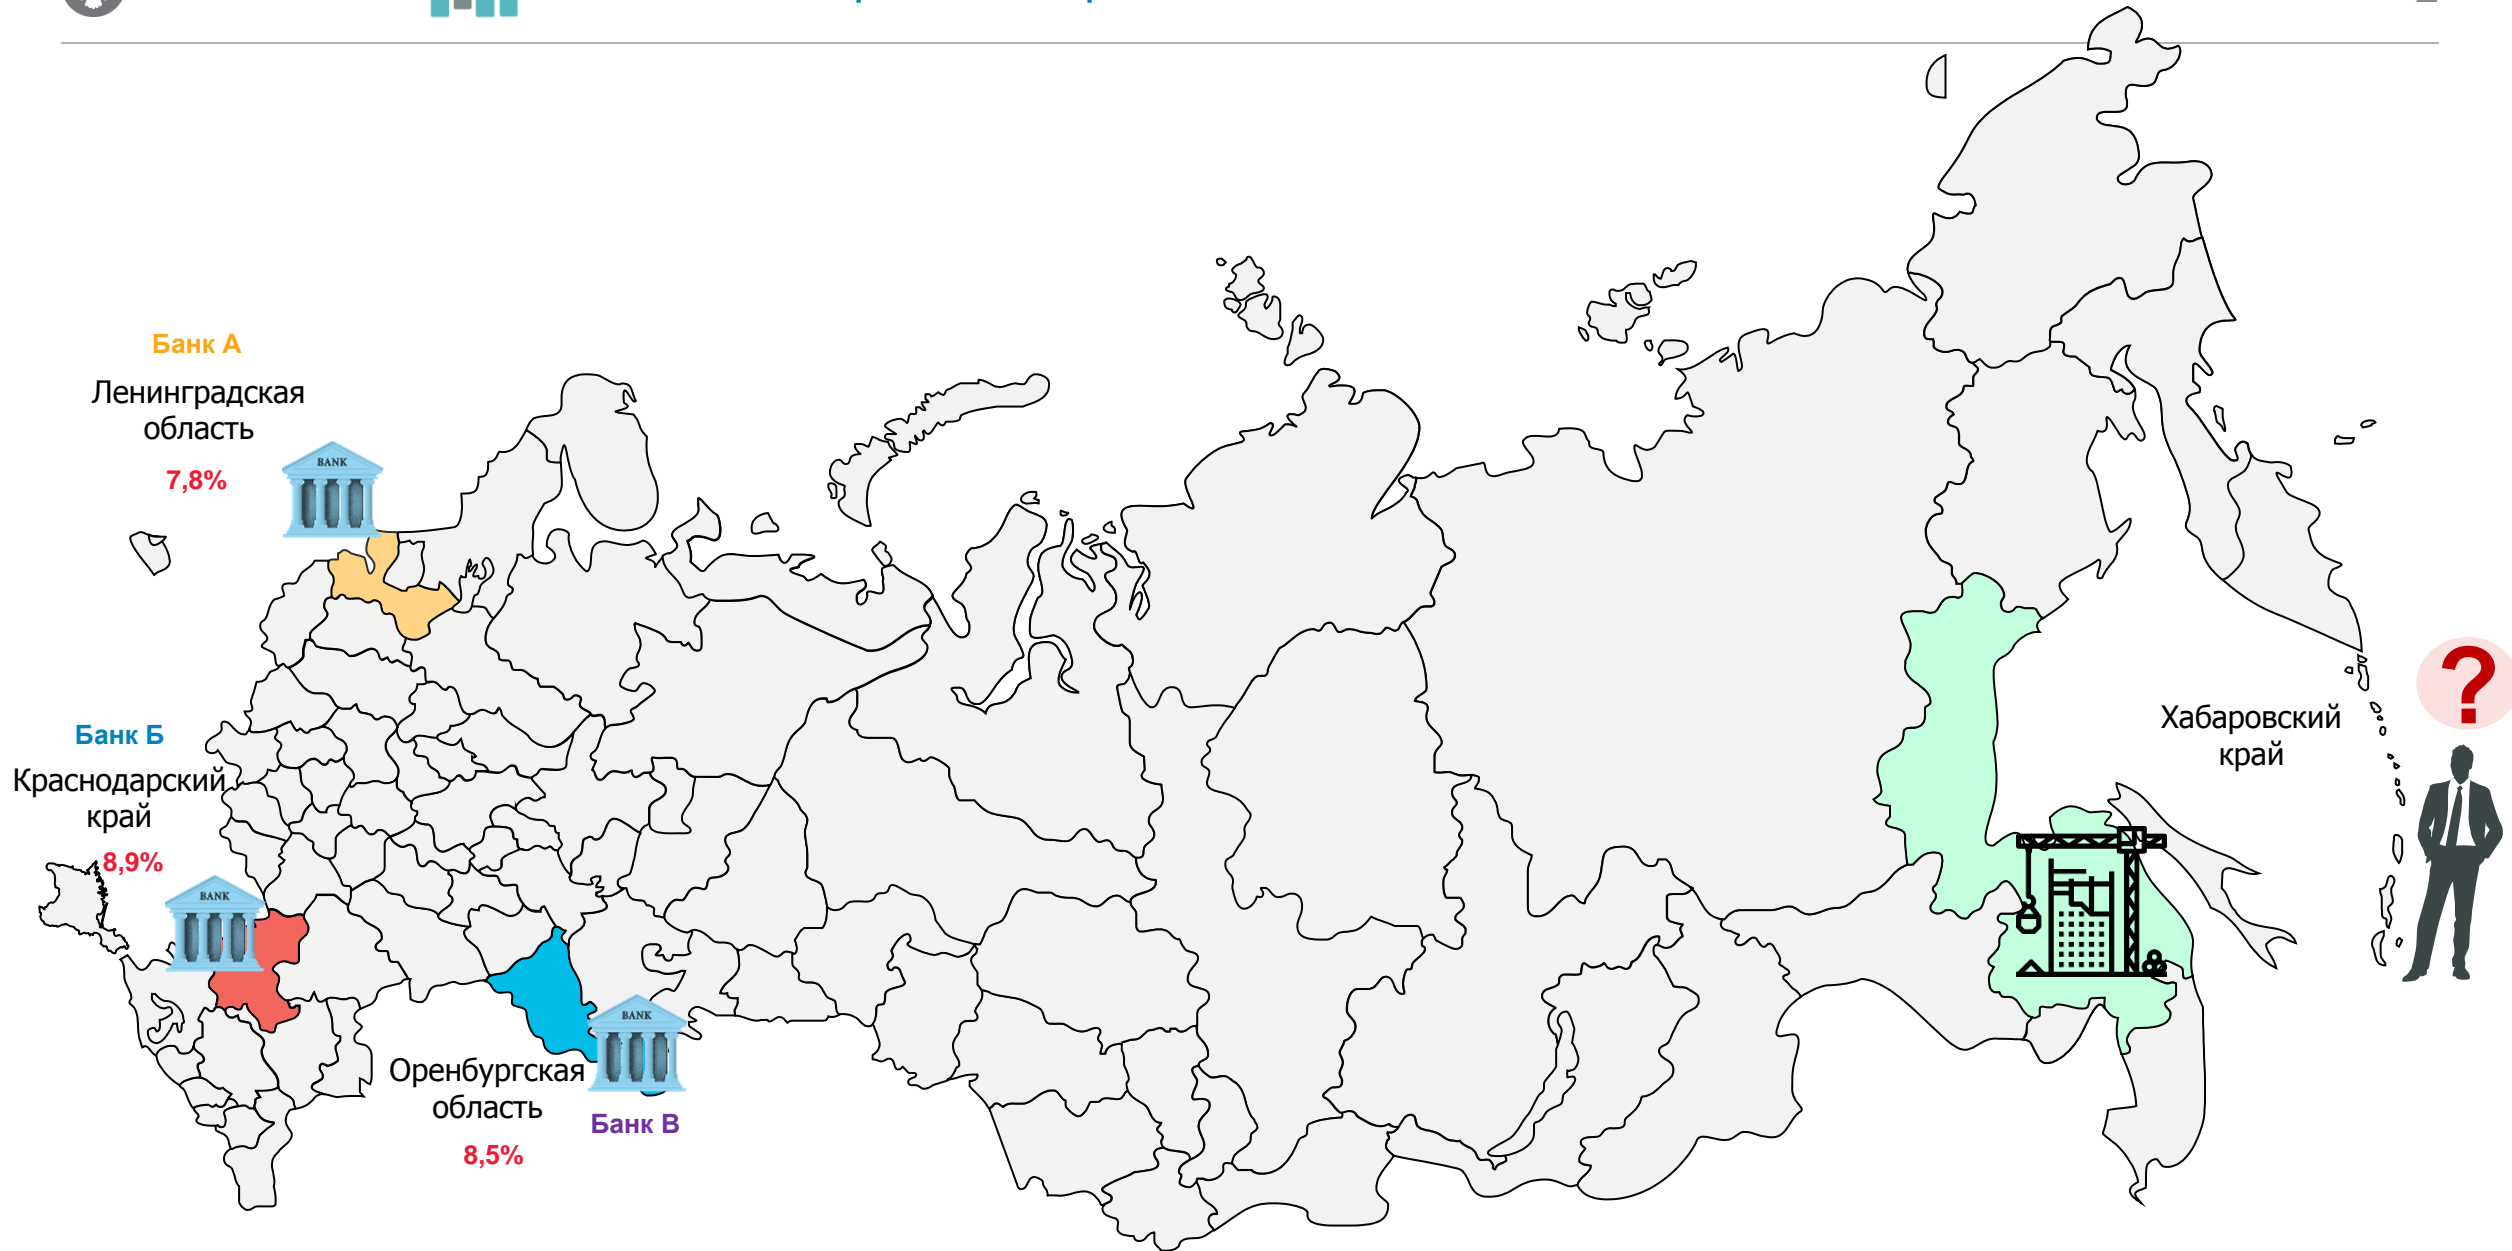 Банк А
Ленинградская
область
7,8%
BANK
Банк Б
Краснодарский
край
8,9%
BANK
Хабаровский
край
?
BANK
Оренбургская
область
Банк В
8,5%